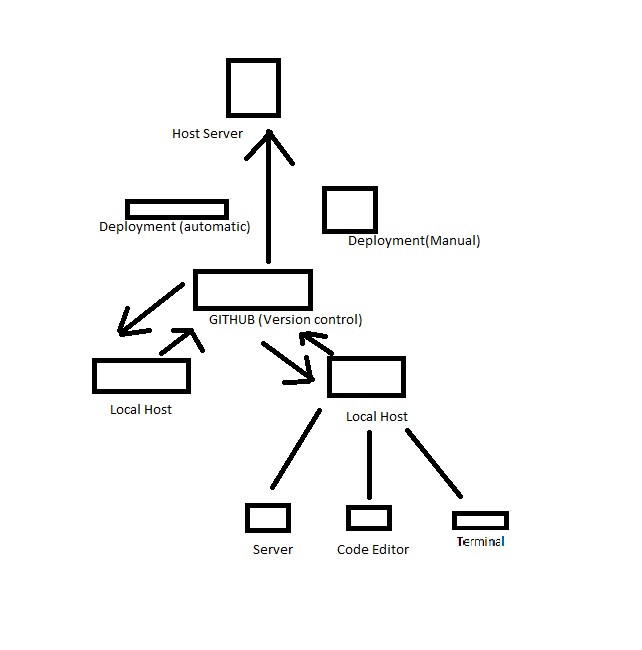 Host Server
Deployment (automatic)
Deployment(Manual)
GITHUB (Version control)
Local Host
Local Host
Server
Code Editor
Terminal